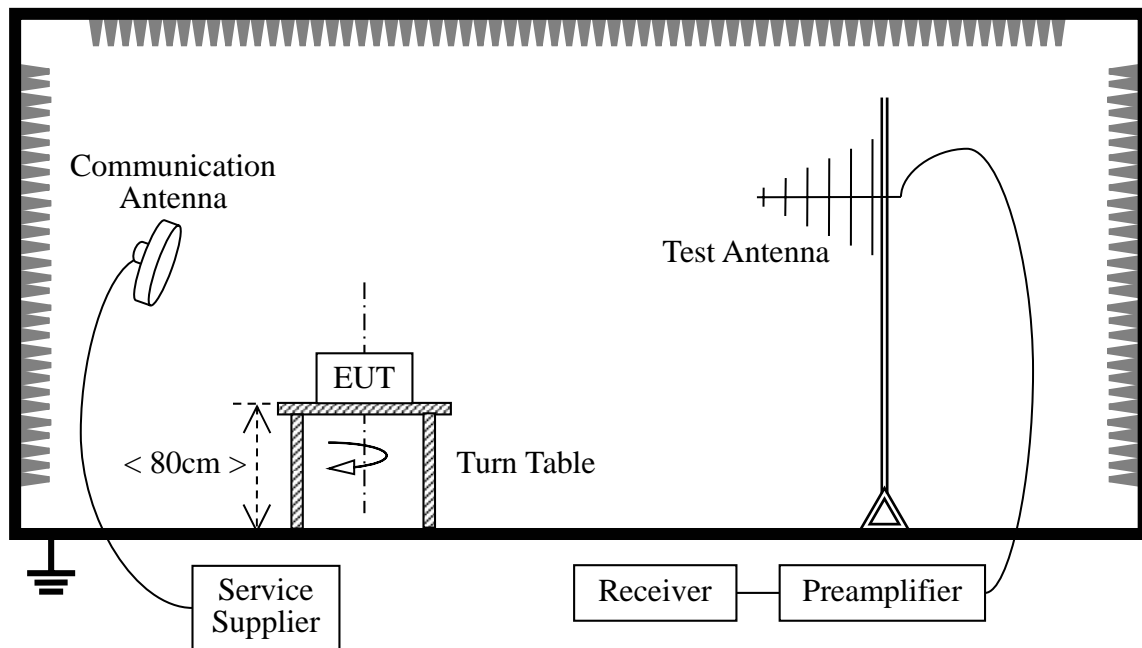 Communication
Antenna
Test Antenna
EUT
< 80cm >
Turn Table
Service
Supplier
Receiver
Preamplifier